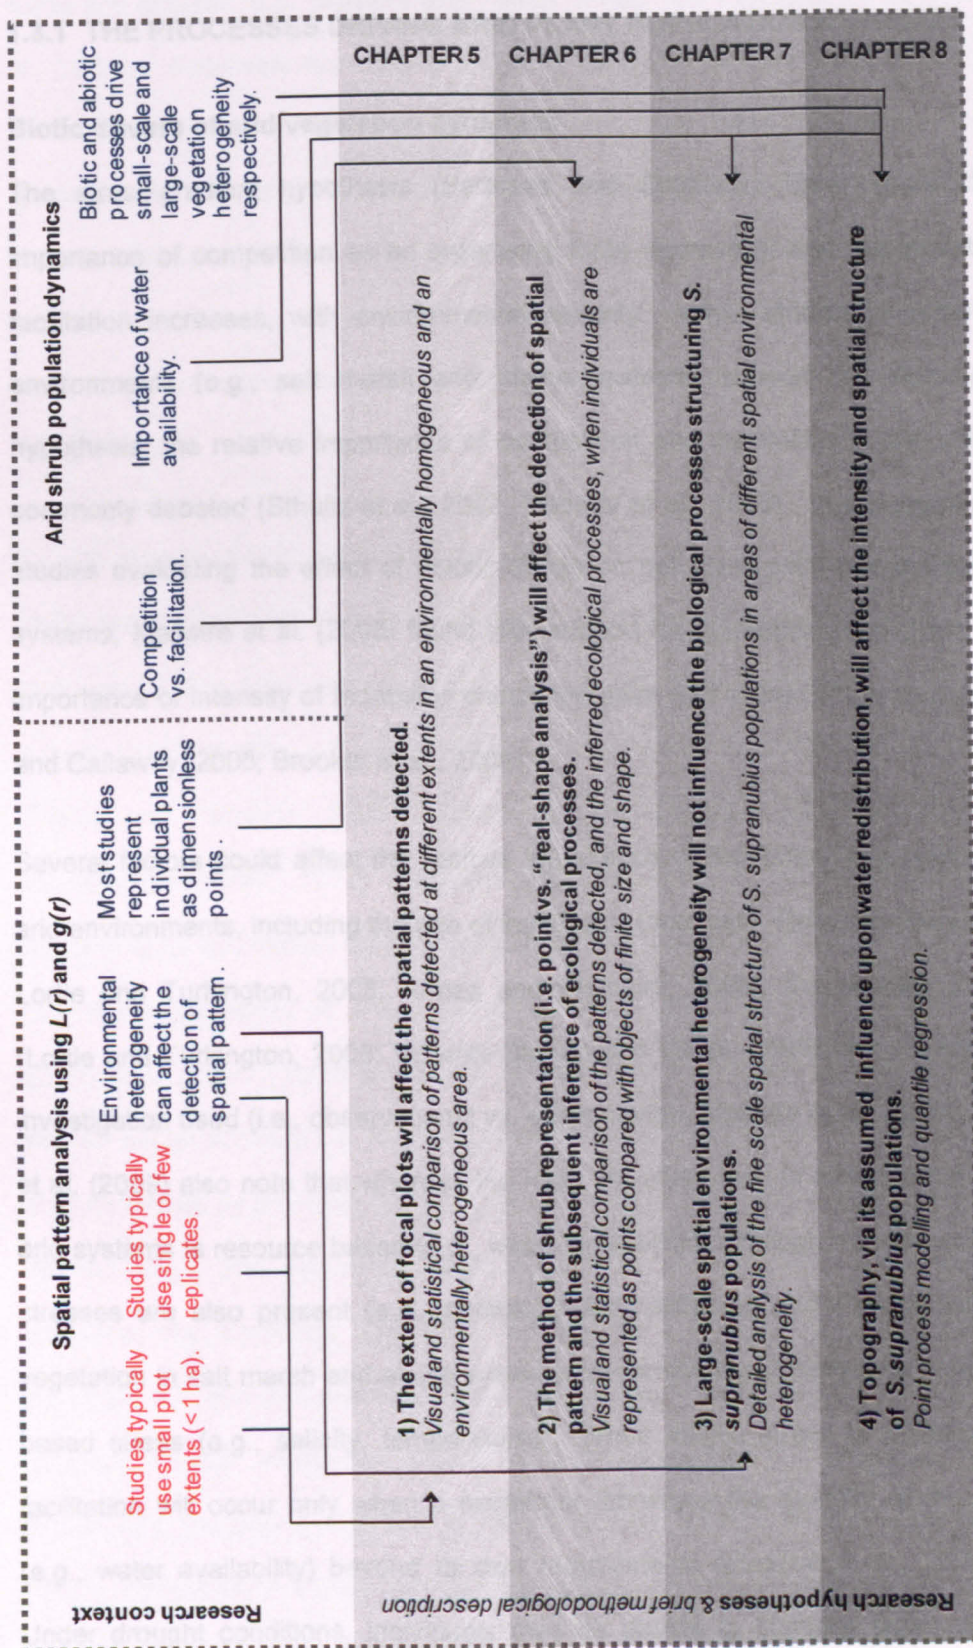 Research context
Spatial pattern analysis using L(r) and g(r)
Studies typically
use small plot
extents (< 1 ha).
Studies typically
use single or few
replicates.
Environmental
heterogeneity
can affect the
detection of
spatial pattern .
Most studies
represent
individual plants
as dimensionless
points .
Arid shrub population dynamics
Competition
vs. facilitation.
Importance of water
availability.
Biotic and abiotic
processes drive
small-scale and
large-scale
vegetation
heterogeneity
respectively.
Research hypotheses & brief methodological description
CHAPTER 5
1) The extent of focal plots will affect the spatial patterns detected.
Visual and statistical comparison of patterns detected at different extents in an environmentally homogeneous and an
environmentally heterogeneous area.
CHAPTER 6
2) The method of shrub representation (i.e. point vs. "real-shape analysis") will affect the detection of spatial
pattern and the subsequent inference of ecological processes.
Visual and statistical comparison of the patterns detected, and the inferred ecological processes, when individuals are
represented as points compared with objects of finite size and shape.
CHAPTER 7
3) Large-scale spatial environmental heterogeneity will not influence the biological processes structuring S.
supranubius populations.
Detailed analysis of the fine scale spatial structure of S. supranubius populations in areas of different spatial environmental
heterogeneity.
CHAPTER 8
4) Topography, via its assumed influence upon water redistribution, will affect the intensity and spatial structure
of S. supranubius populations.
Point process modelling and quantile regression.